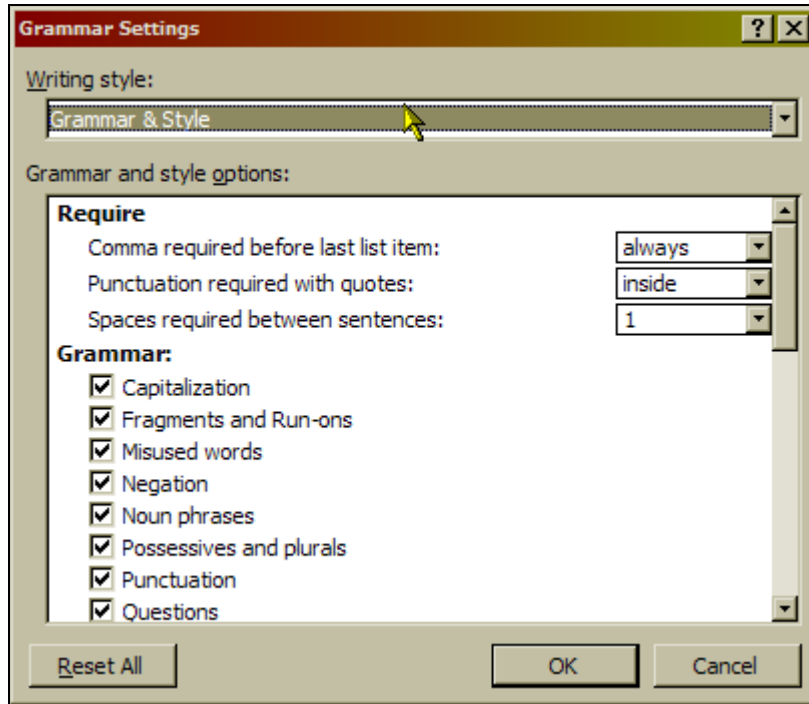 Grammar Settings
Writing style:
Grammar & Style
Grammar and style options:
Require
Comma required before last list item: always
Punctuation required with quotes: inside
Spaces required between sentences: 1
Grammar:
Capitalization
Fragments and Run-ons
Misused words
Negation
Noun phrases
Possessives and plurals
Punctuation
Questions
Reset All OK Cancel